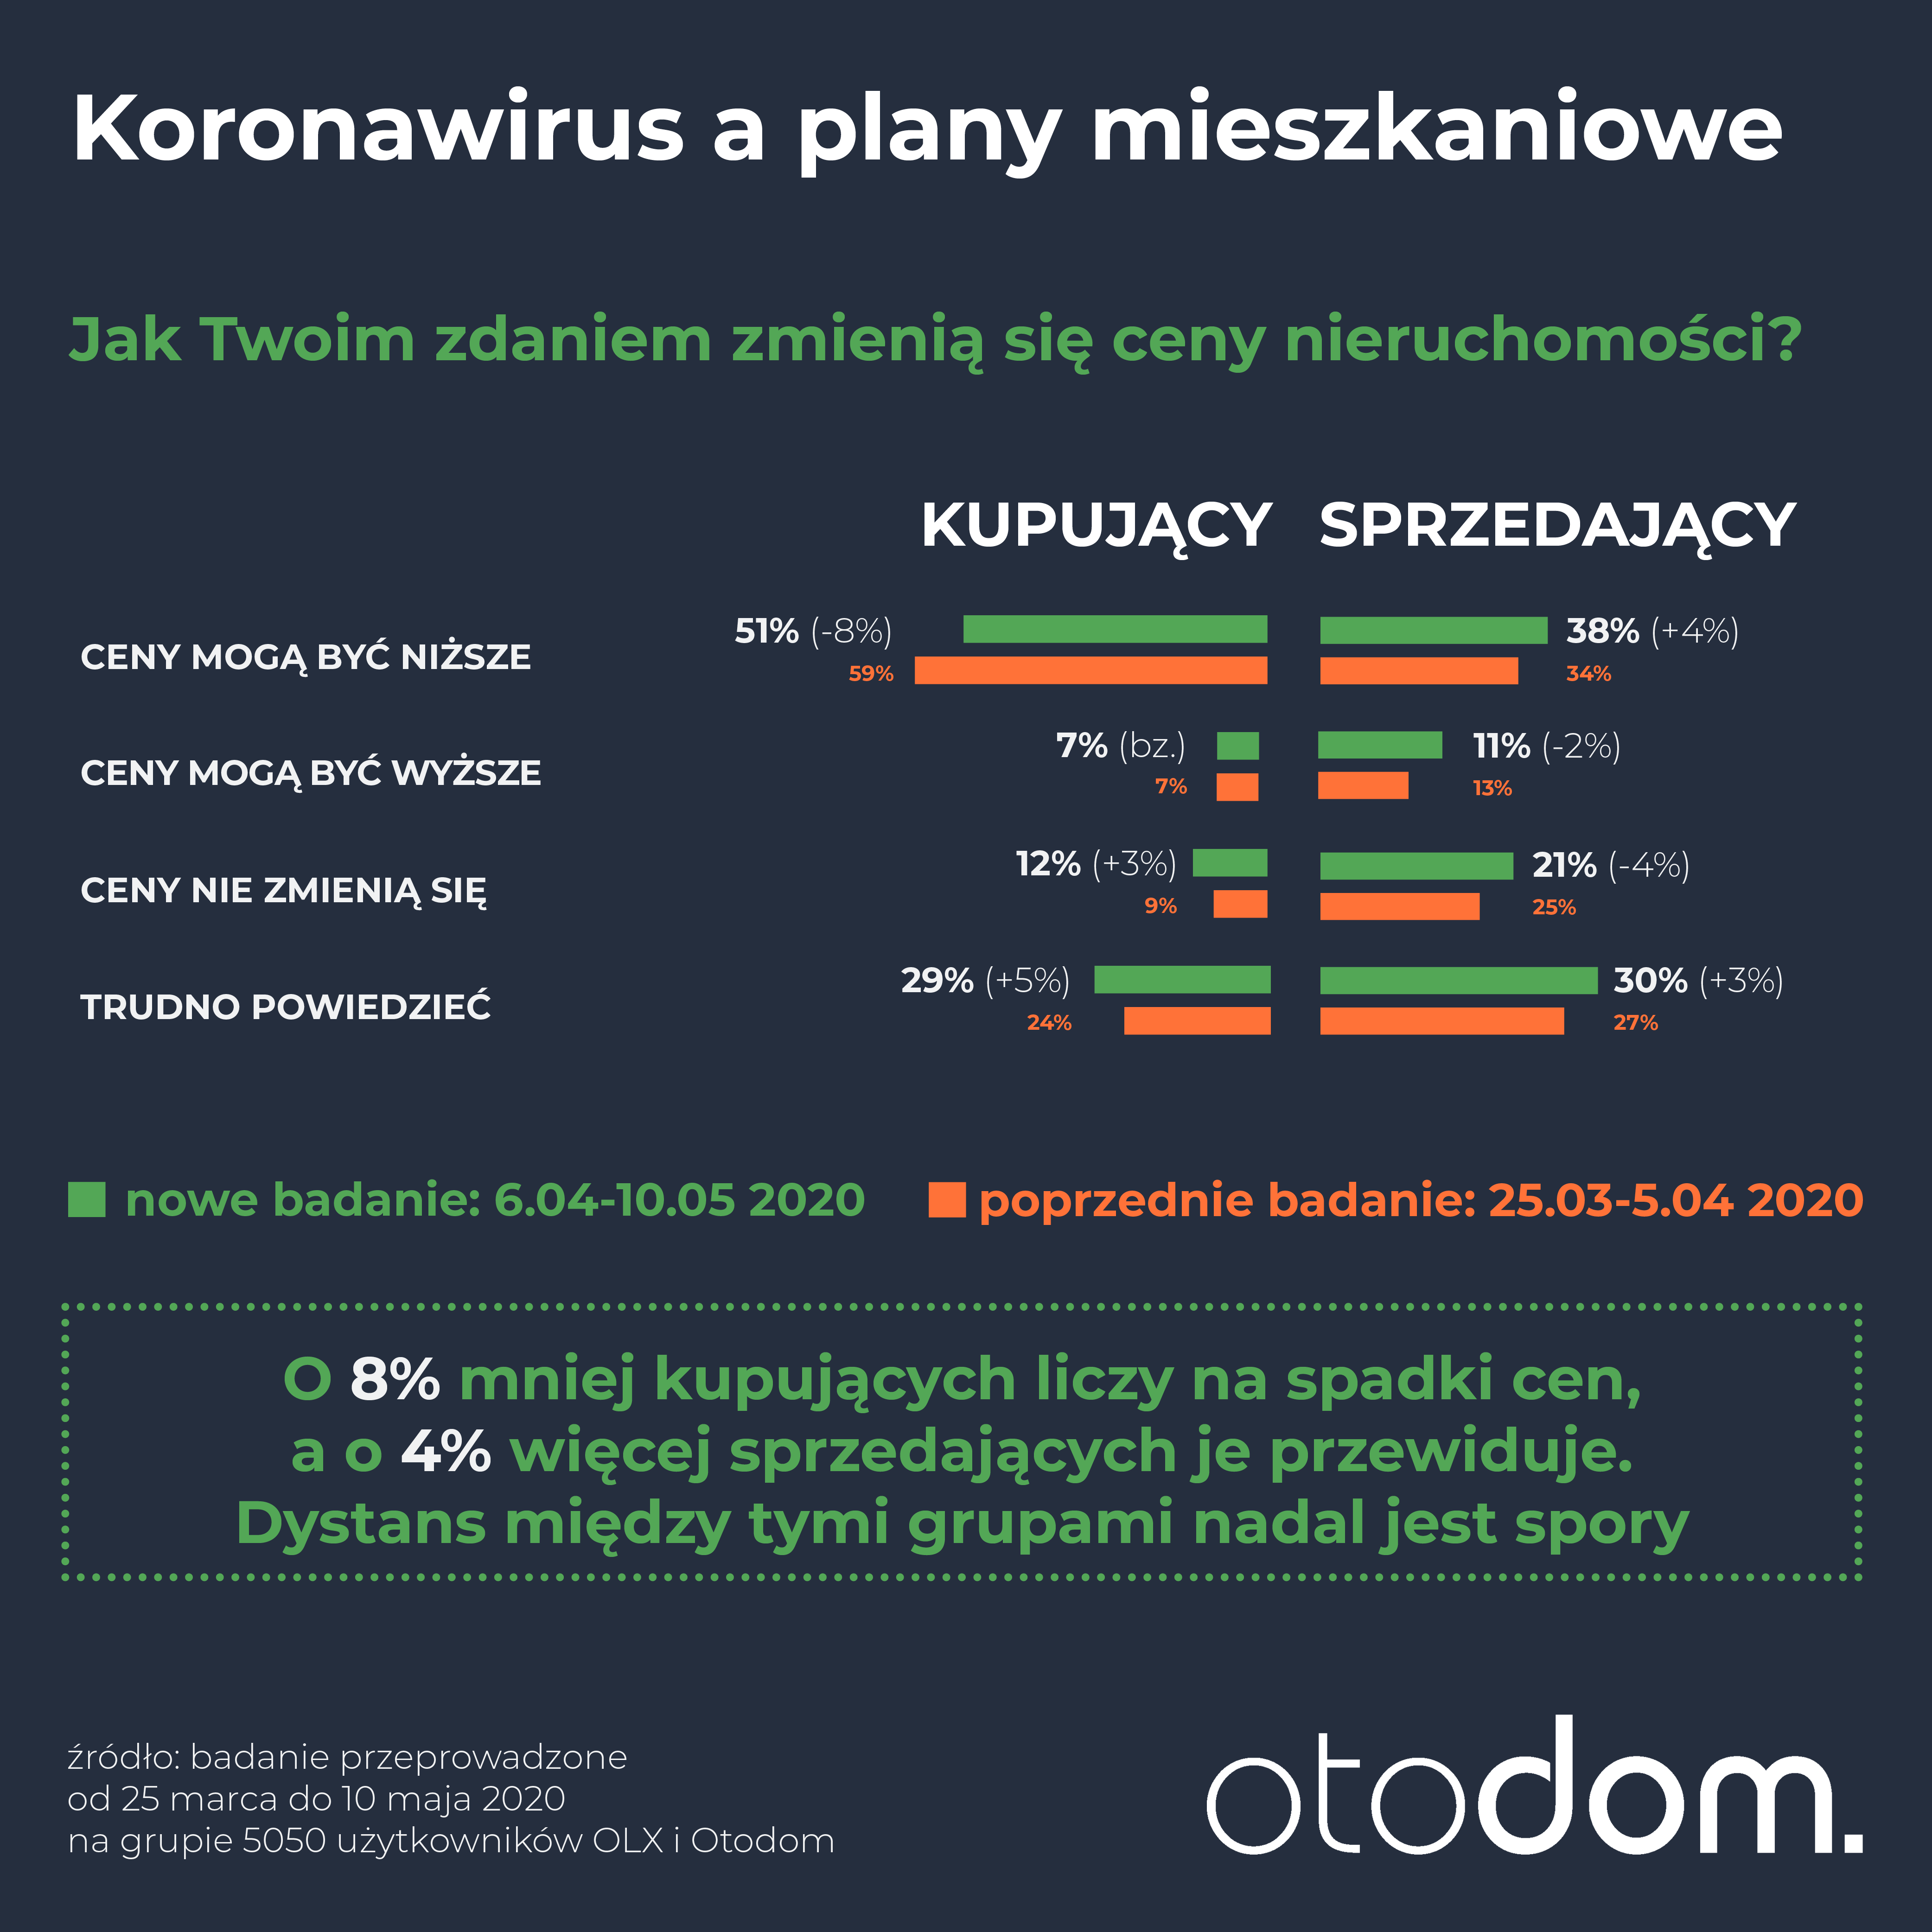 Koronawirus a plany mieszkaniowe
Jak Twoim zdaniem zmienią się ceny nieruchomości?
KUPUJĄCY SPRZEDAJĄCY
CENY MOGĄ BYĆ NIŻSZE
51% (-8%)
59%
38% (+4%)
34%
CENY MOGĄ BYĆ WYŻSZE
7% (bz.)
7%
11% (-2%)
13%
CENY NIE ZMIENIĄ SIĘ
12% (+3%)
9%
21% (-4%)
25%
TRUDNO POWIEDZIEĆ
29% (+5%)
24%
30% (+3%)
27%
nowe badanie: 6.04-10.05 2020
poprzednie badanie: 25.03-5.04 2020
O 8% mniej kupujących liczy na spadki cen,
a o 4% więcej sprzedających je przewiduje.
Dystans między tymi grupami nadal jest spory
źródło: badanie przeprowadzone
od 25 marca do 10 maja 2020
na grupie 5050 użytkowników OLX i Otodom
otodom.